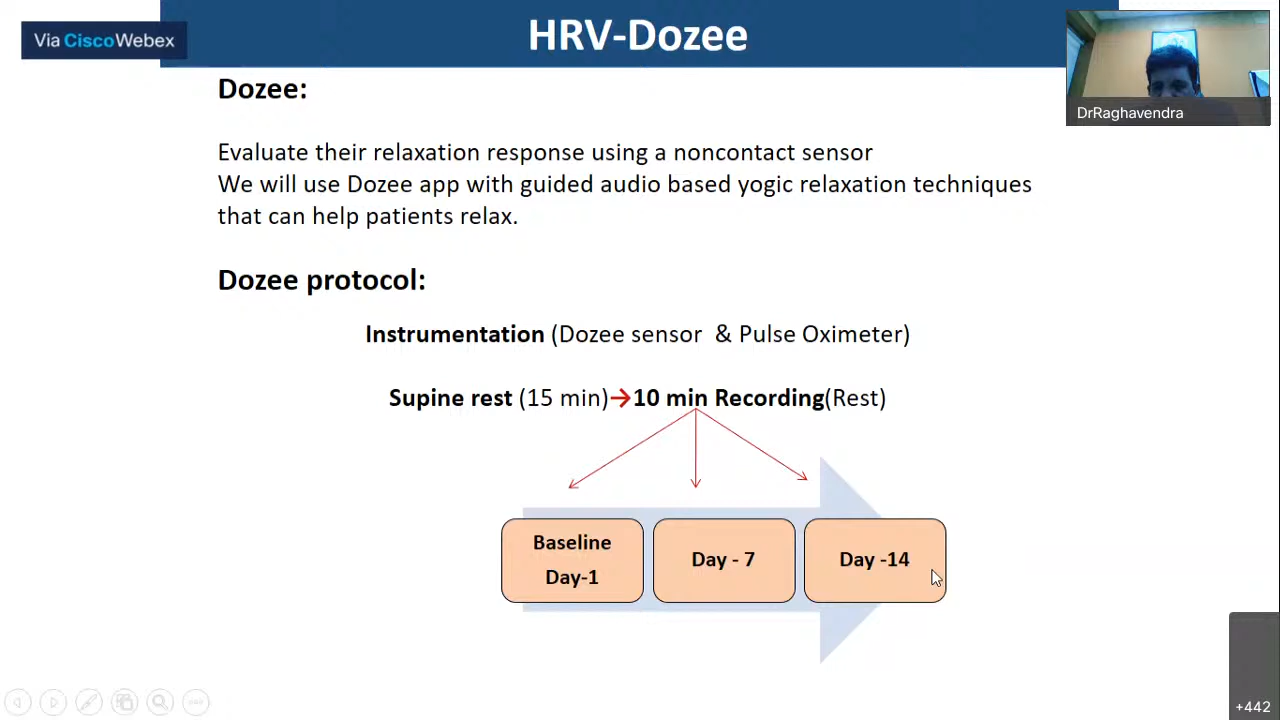 HRV-Dozee
Via CiscoWebex
DrRaghavendra
Dozee:
Evaluate their relaxation response using a noncontact sensor
We will use Dozee app with guided audio based yogic relaxation techniques
that can help patients relax.
Dozee protocol:
Instrumentation (Dozee sensor & Pulse Oximeter)
Supine rest (15 min)→10 min Recording(Rest)
Baseline
Day-1
Day - 7
Day -14
+442